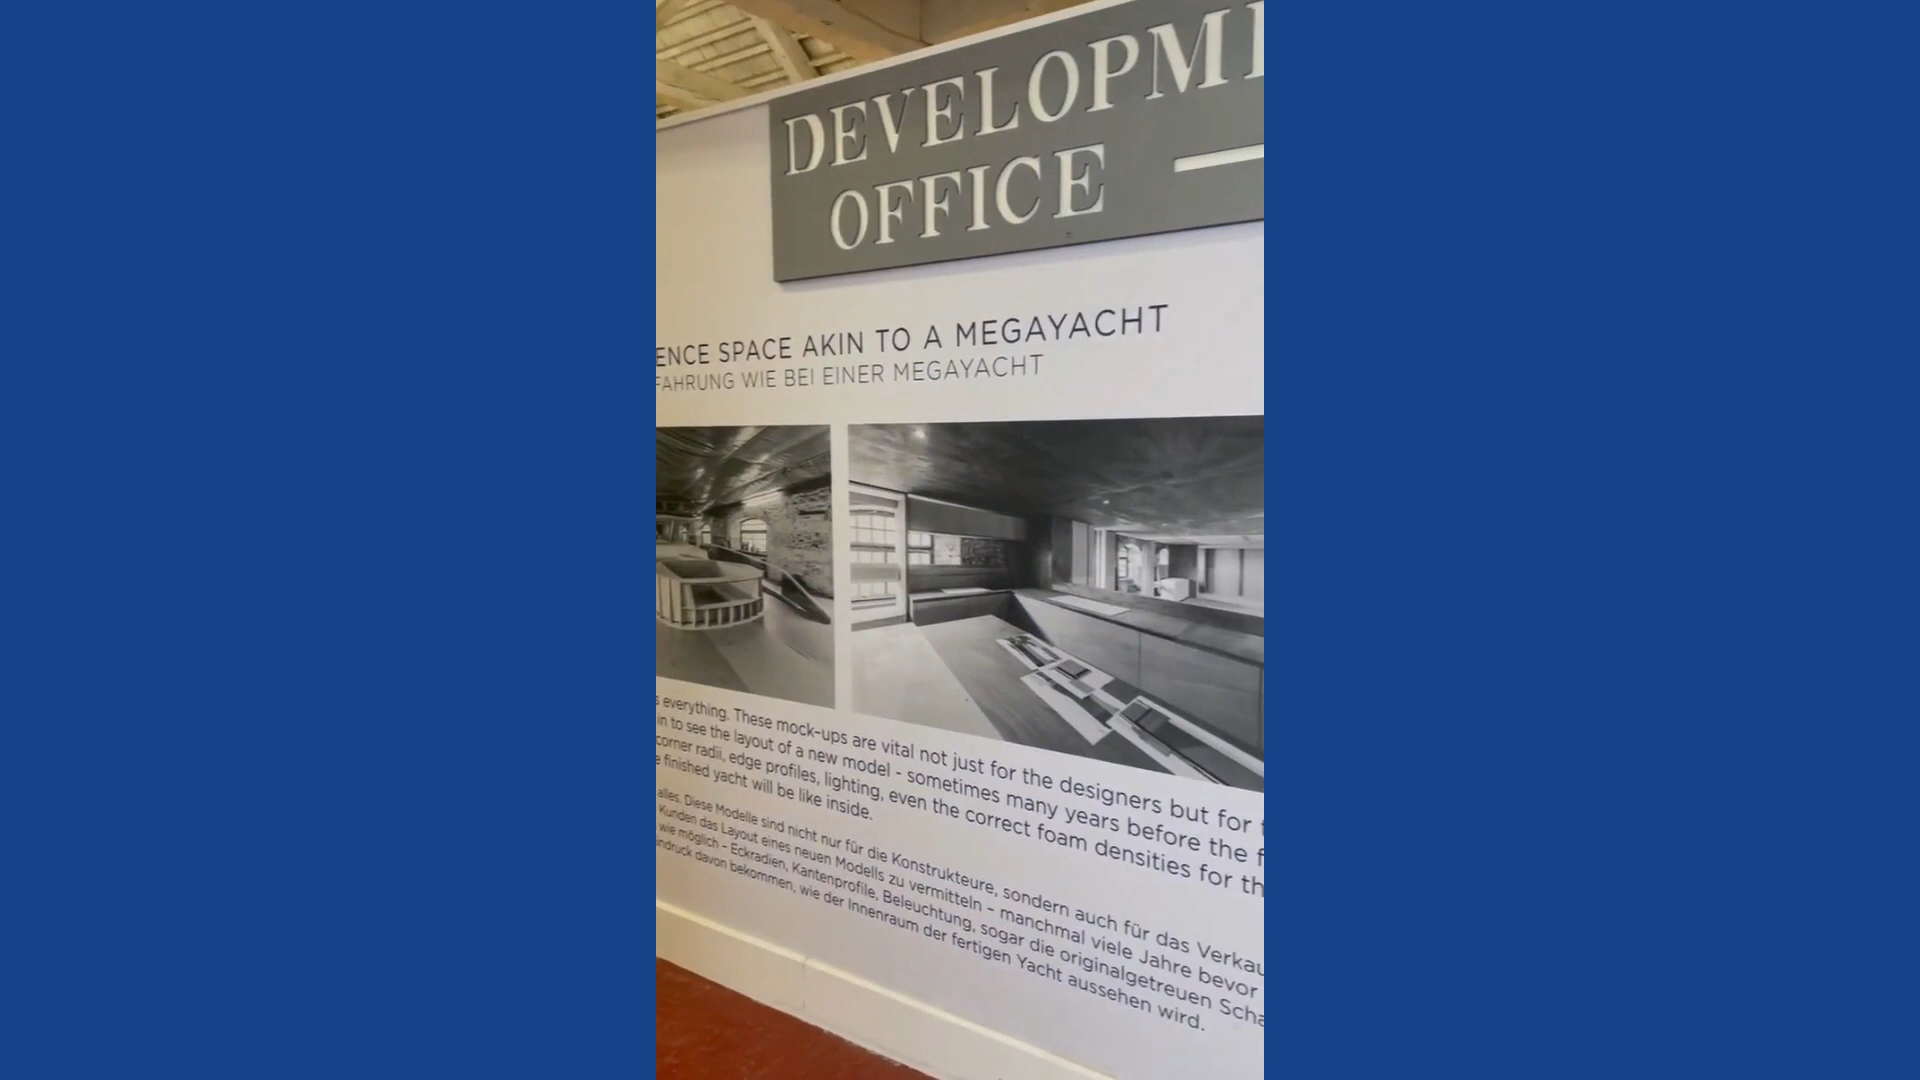 DEVELOPM
OFFICE —
ENCE SPACE AKIN TO A MEGAYACHT
FAHRUNG WIE BEI EINER MEGAYACHT
everything. These mock-ups are vital not just for the designers but for
in to see the layout of a new model - sometimes many years before the
corner radii, edge profiles, lighting, even the correct foam densities for th
finished yacht will be like inside.
alles. Diese Modelle sind nicht nur für die Konstrukteure, sondern auch für das Verkau
Kunden das Layout eines neuen Modells zu vermitteln - manchmal viele Jahre bevor
wie möglich - Eckradien, Kantenprofile, Beleuchtung, sogar die originalgetreuen Scha
ndruck davon bekommen, wie der Innenraum der fertigen Yacht aussehen wird.